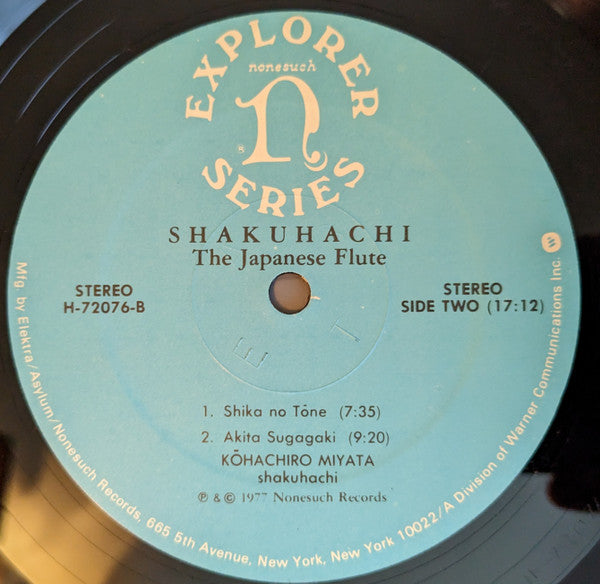 EXPLORER
nonesuch
n
®
SERIES
SHAKUHACHI
The Japanese Flute
STEREO
H-72076-B
STEREO
SIDE TWO (17:12)
1. Shika no Tône (7:35)
2. Akita Sugagaki (9:20)
KŌHACHIRO MIYATA
shakuhachi
℗ & © 1977 Nonesuch Records
Mfg. by Elektra/Asylum/Nonesuch Records, 665 5th Avenue, New York, New York 10022/A Division of Warner Communications Inc.